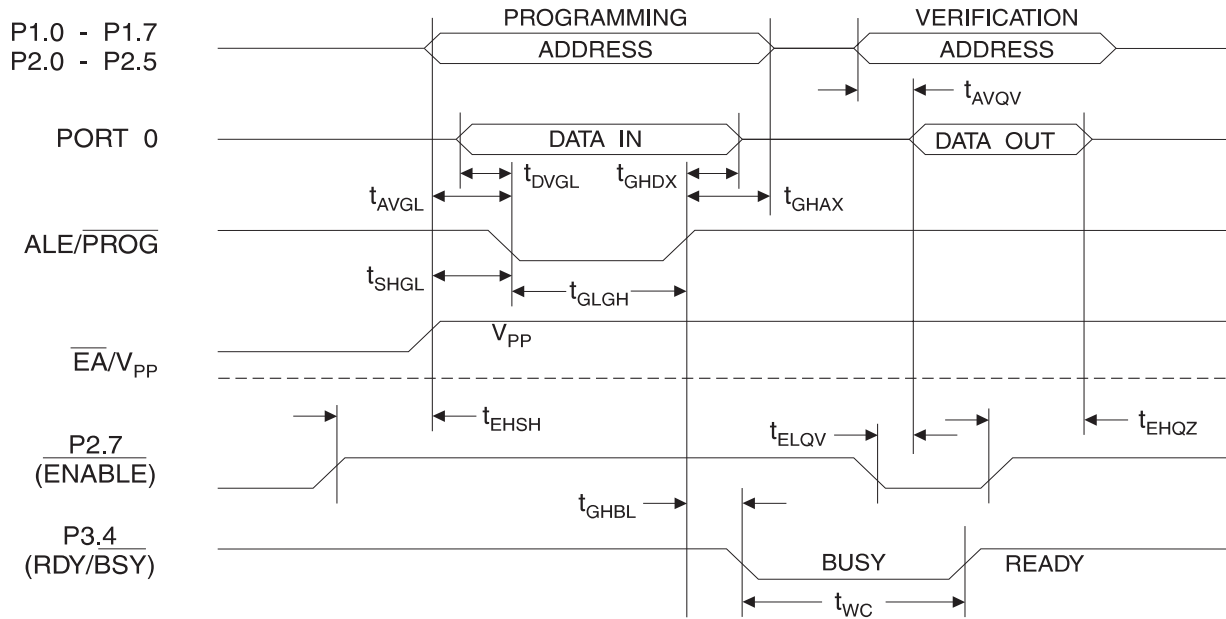 PROGRAMMING
VERIFICATION
P1.0 - P1.7
P2.0 - P2.5
ADDRESS
ADDRESS
tAVQV
PORT 0
DATA IN
DATA OUT
tDVGL
tGHDX
tAVGL
tGHAX
ALE/PROG
tSHGL
tGLGH
VPP
EA/VPP
tEHSH
tELQV
tEHQZ
P2.7
(ENABLE)
tGHBL
P3.4
(RDY/BSY)
BUSY
READY
tWC